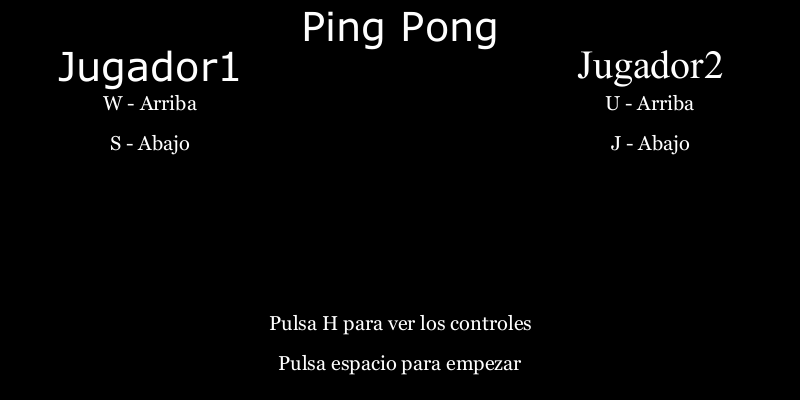 Ping Pong
Jugador1
W - Arriba
S - Abajo
Jugador2
U - Arriba
J - Abajo
Pulsa H para ver los controles
Pulsa espacio para empezar